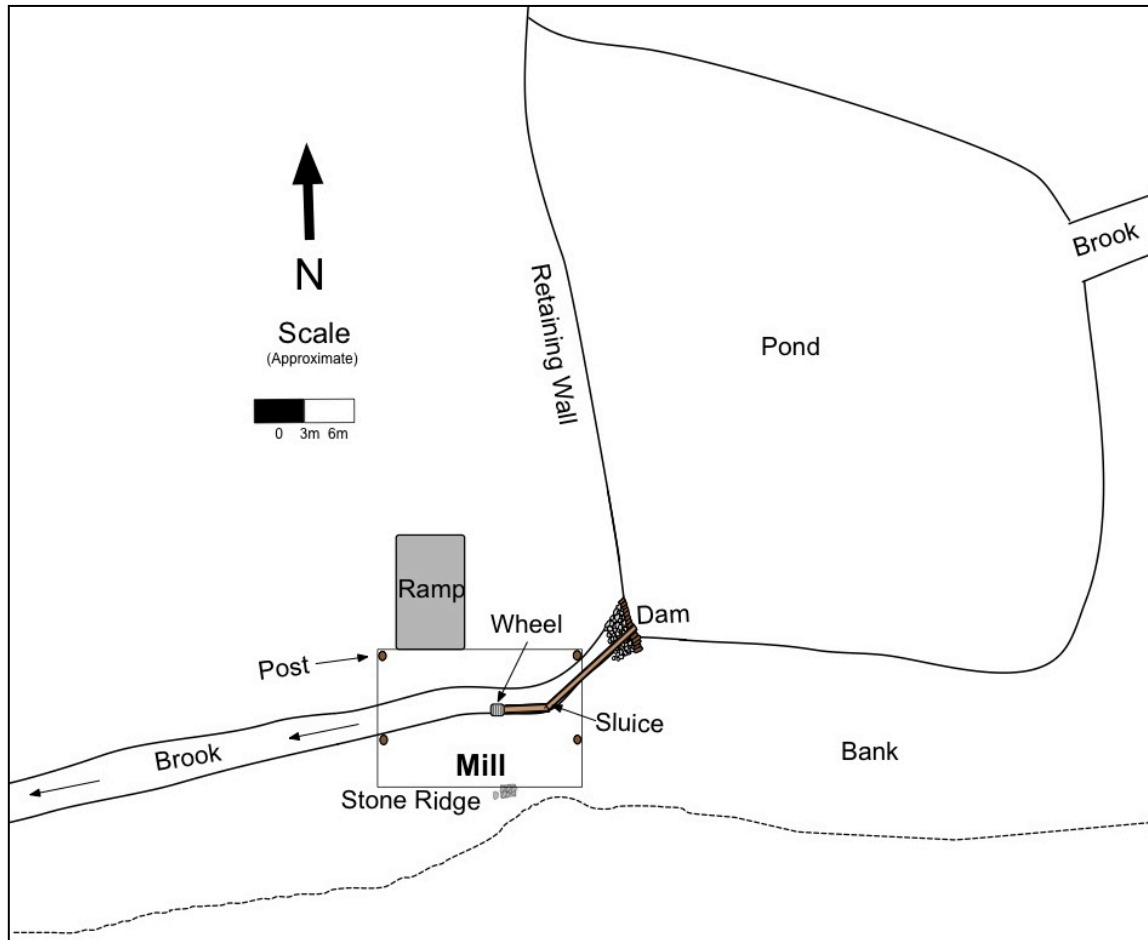 Brook
N
Scale
(Approximate)
0 3m 6m
Retaining Wall
Pond
Ramp
Dam
Wheel
Post
Sluice
Brook
Mill
Bank
Stone Ridge